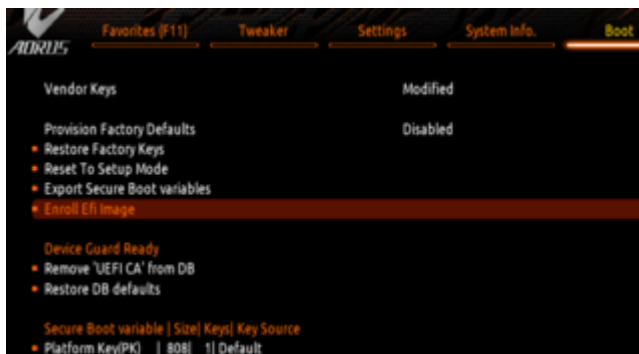 AORUS
Favorites (F11) Tweaker Settings System Info. Boot
Vendor Keys Modified
Provision Factory Defaults Disabled
Restore Factory Keys
Reset To Setup Mode
Export Secure Boot variables
Enroll Efi Image
Device Guard Ready
Remove 'UEFI CA' from DB
Restore DB defaults
Secure Boot variable | Size| Keys| Key Source
Platform Key(PK) | 808| 1| Default